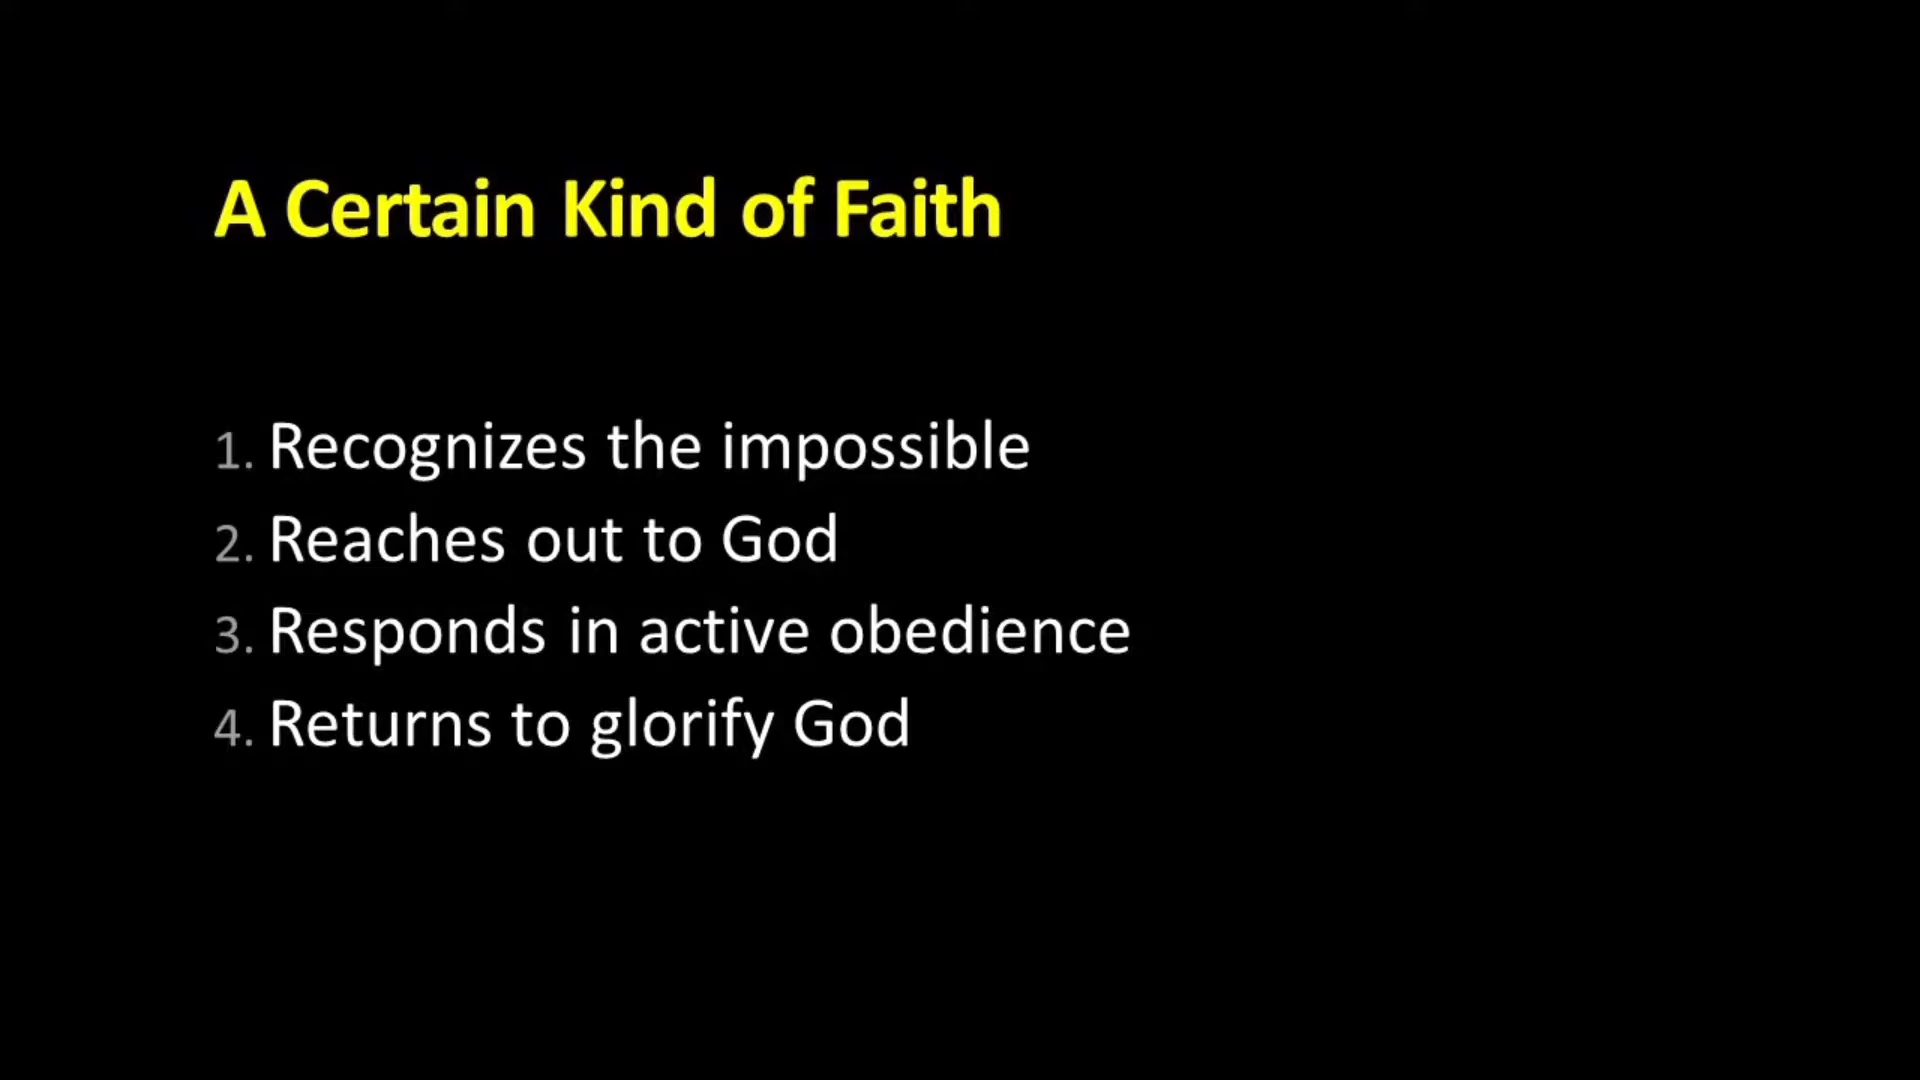 A Certain Kind of Faith
1. Recognizes the impossible
2. Reaches out to God
3. Responds in active obedience
4. Returns to glorify God